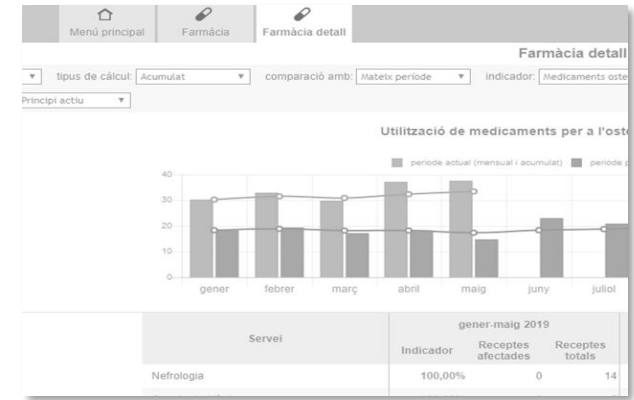 Menú principal
Farmàcia
Farmàcia detall
Farmàcia detall
tipus de càlcul: Acumulat comparació amb: Mateix període indicador: Medicaments oste
Principi actiu
Utilització de medicaments per a l'oste
periode actual (mensual i acumulat) periode p
40
30
20
10
0
gener febrer març abril maig juny juliol
Servei
gener-maig 2019
Indicador
Receptes afectades
Receptes totals
Nefrologia 100,00% 0 14